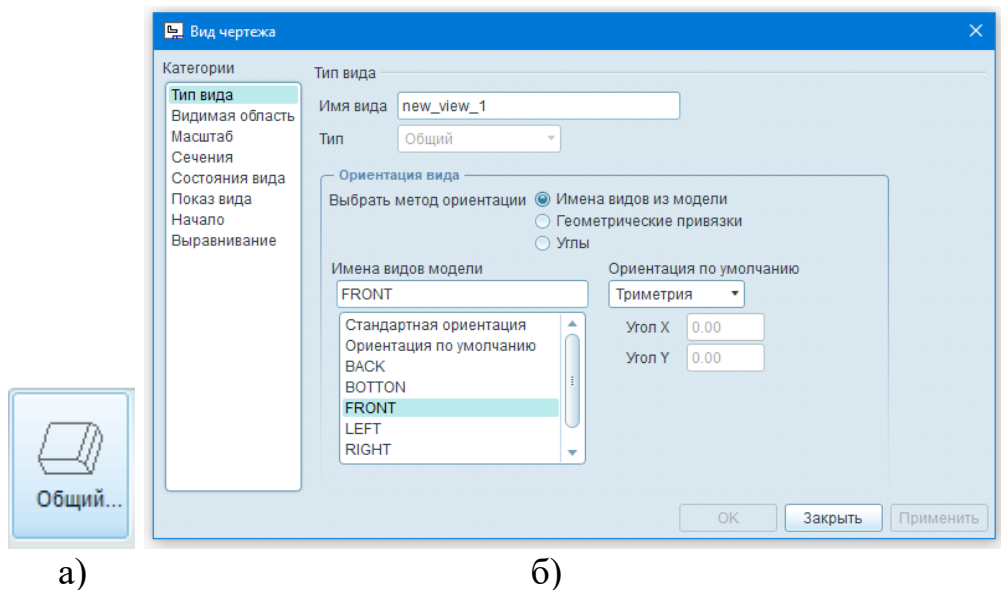 Вид чертежа
Категории
Тип вида
Видимая область
Масштаб
Сечения
Состояния вида
Показ вида
Начало
Выравнивание
Тип вида
Имя вида new_view_1
Тип Общий
Ориентация вида
Выбрать метод ориентации Имена видов из модели
Геометрические привязки
Углы
Имена видов модели
FRONT
Стандартная ориентация
Ориентация по умолчанию
BACK
BOTTON
FRONT
LEFT
RIGHT
Ориентация по умолчанию
Триметрия
Угол X 0.00
Угол Y 0.00
OK Закрыть Применить
Общий...
а) б)